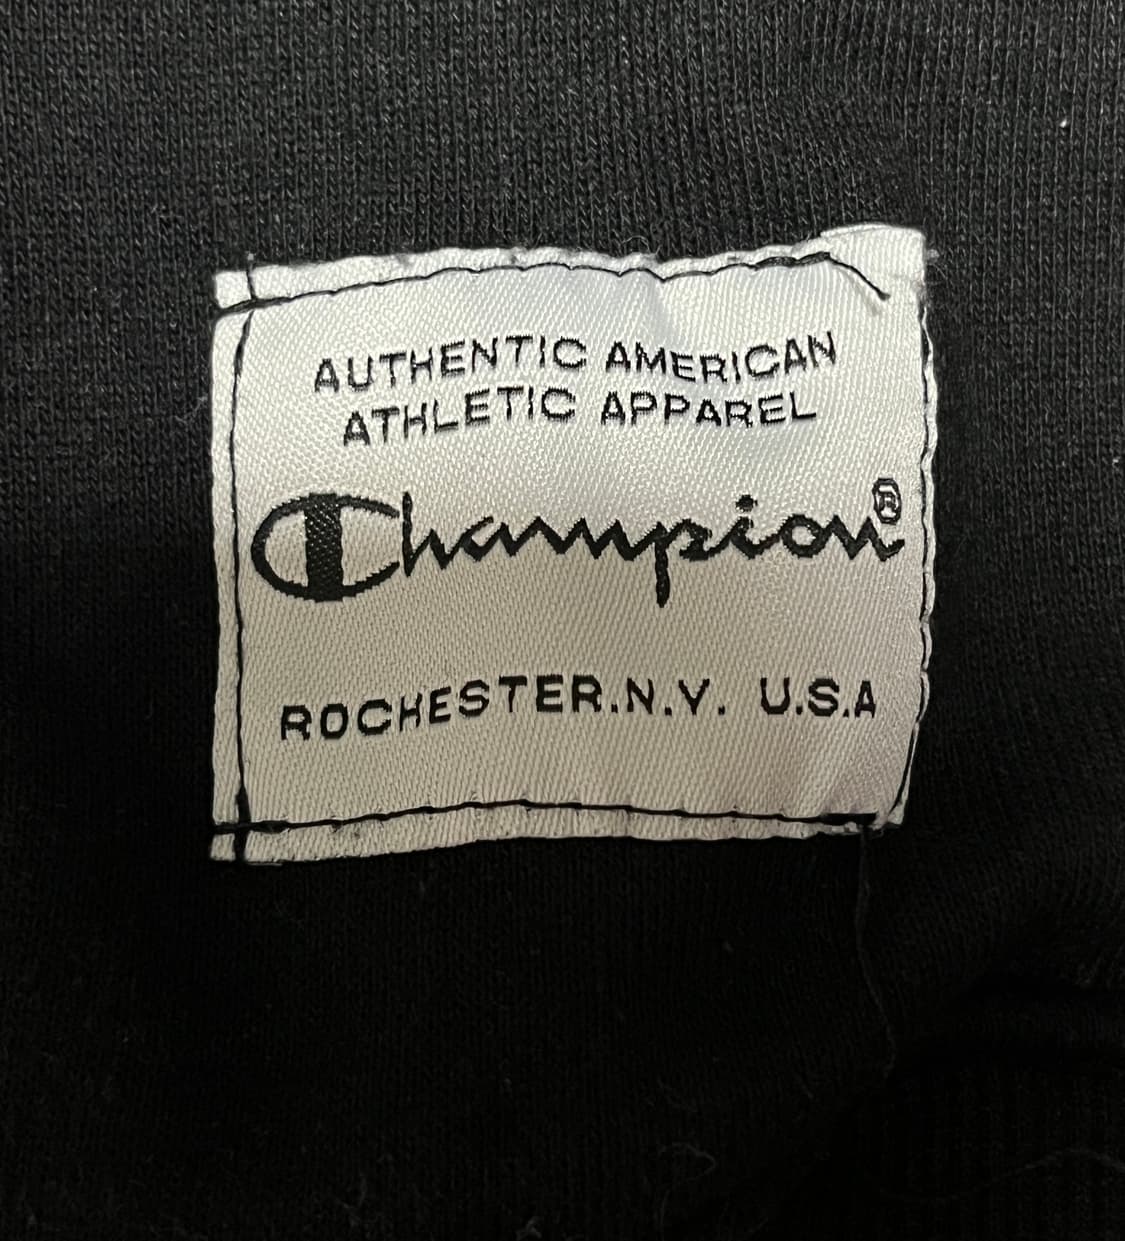 AUTHENTIC AMERICAN
ATHLETIC APPAREL
Champion®
ROCHESTER.N.Y. U.S.A